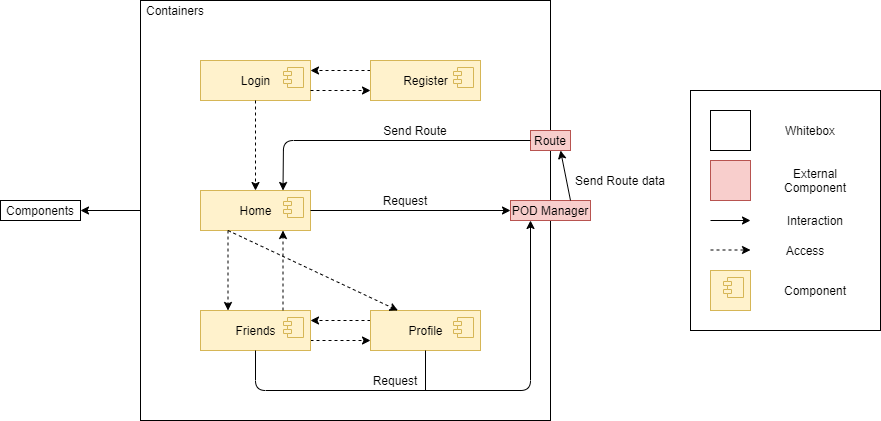 Containers
Login
Register
Send Route
Route
Send Route data
Components
Home
Request
POD Manager
Friends
Profile
Request
Whitebox
External
Component
Interaction
Access
Component